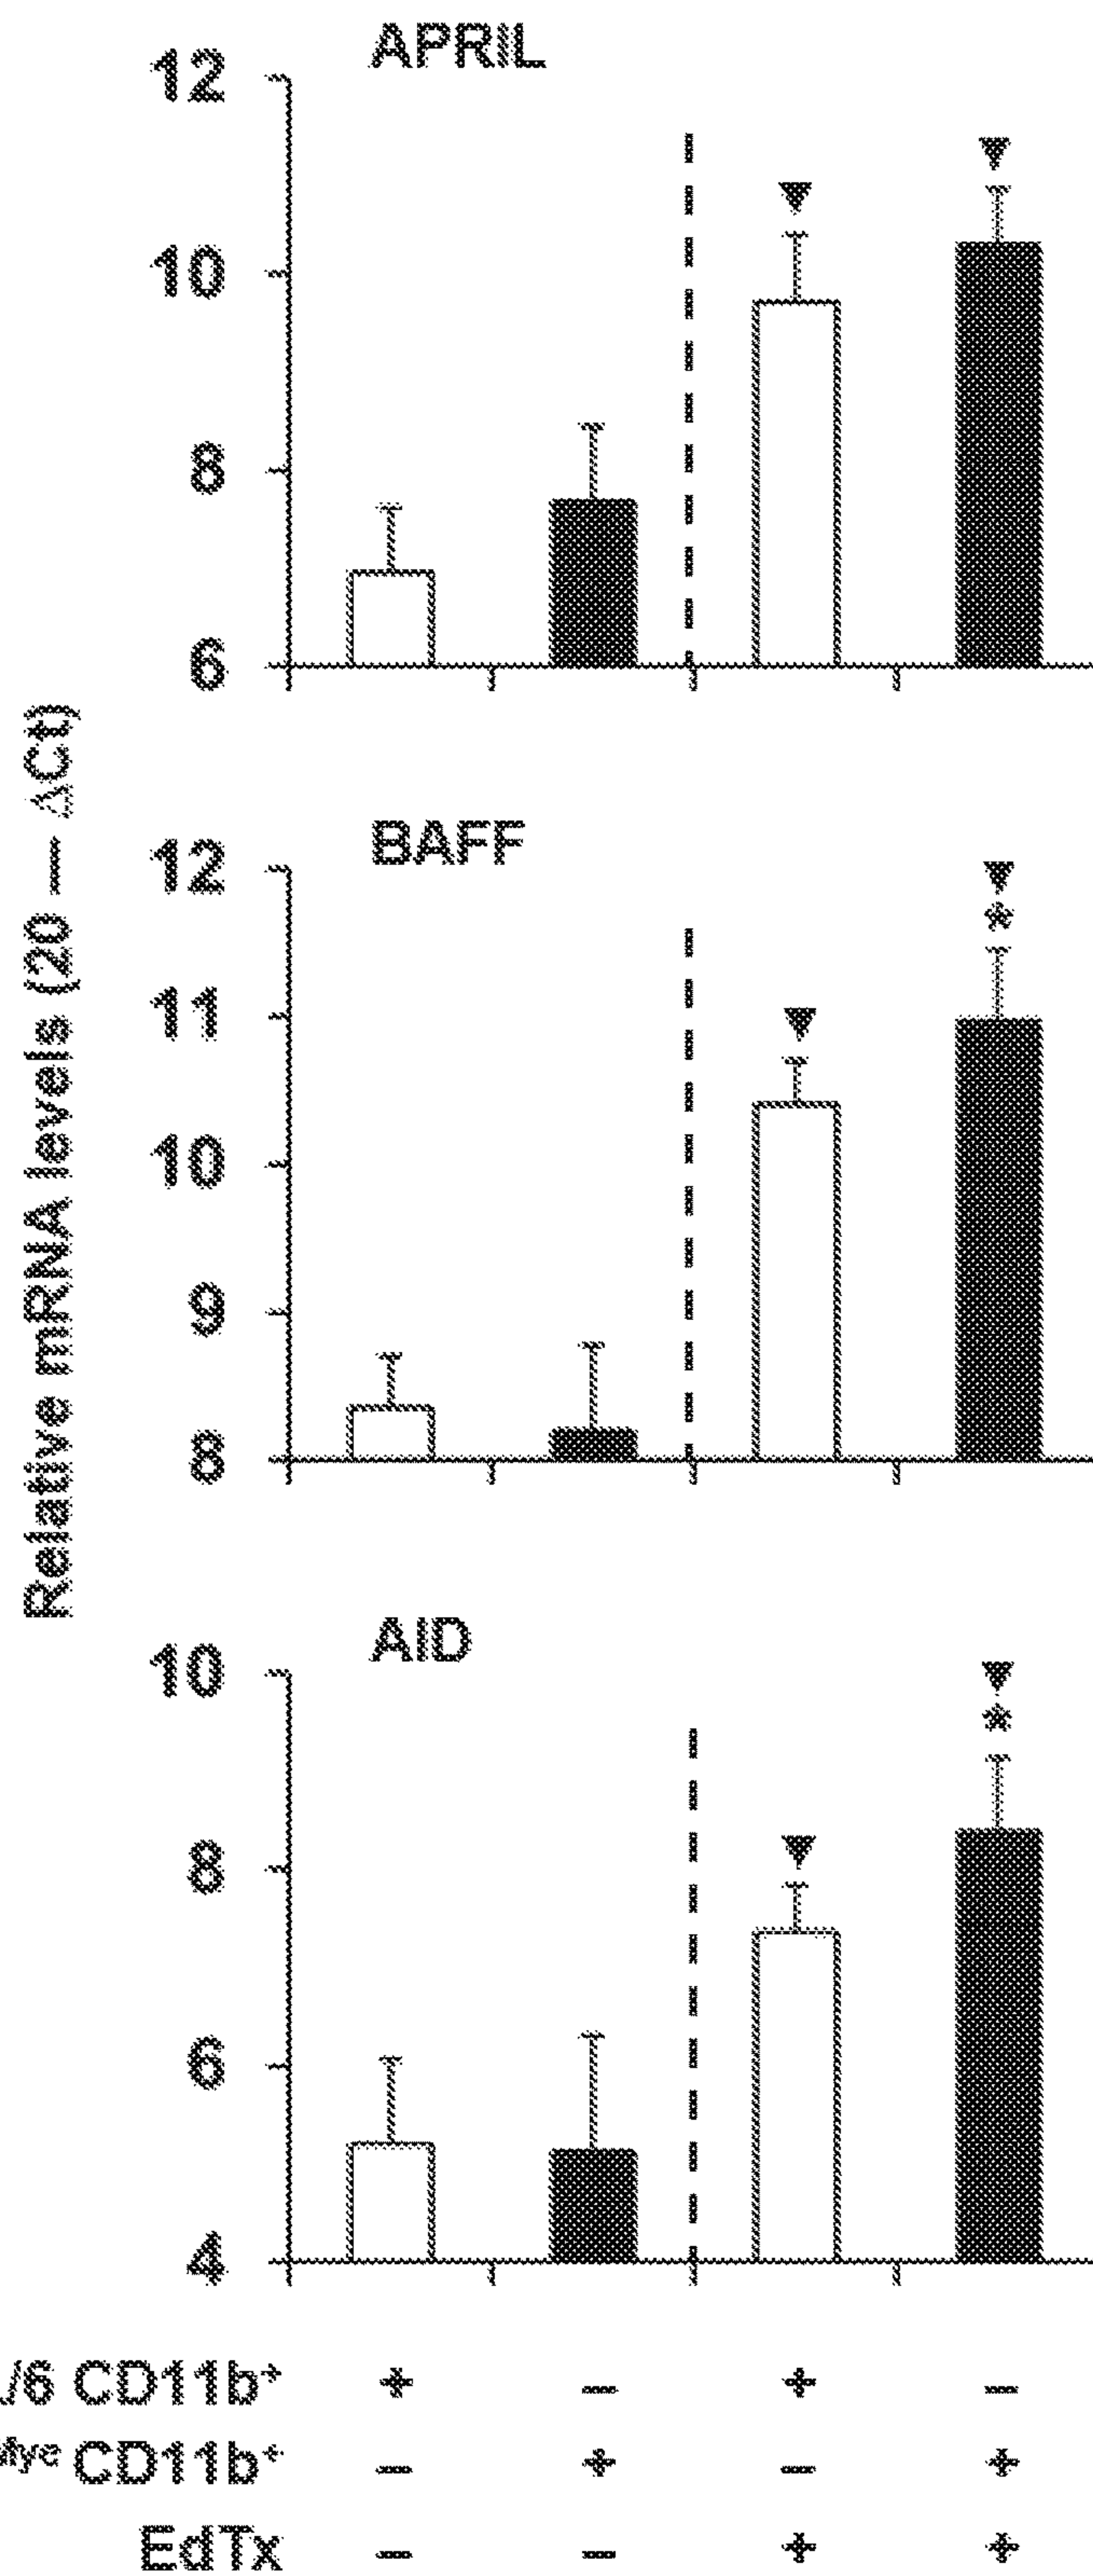 APRIL
12
10
8
6
Relative mRNA levels (20 — ΔCt)
BAFF
12
11
10
9
8
AID
10
8
6
4
/6 CD11b⁺ + – + –
CD11b⁺ – + – +
EdTx – – + +